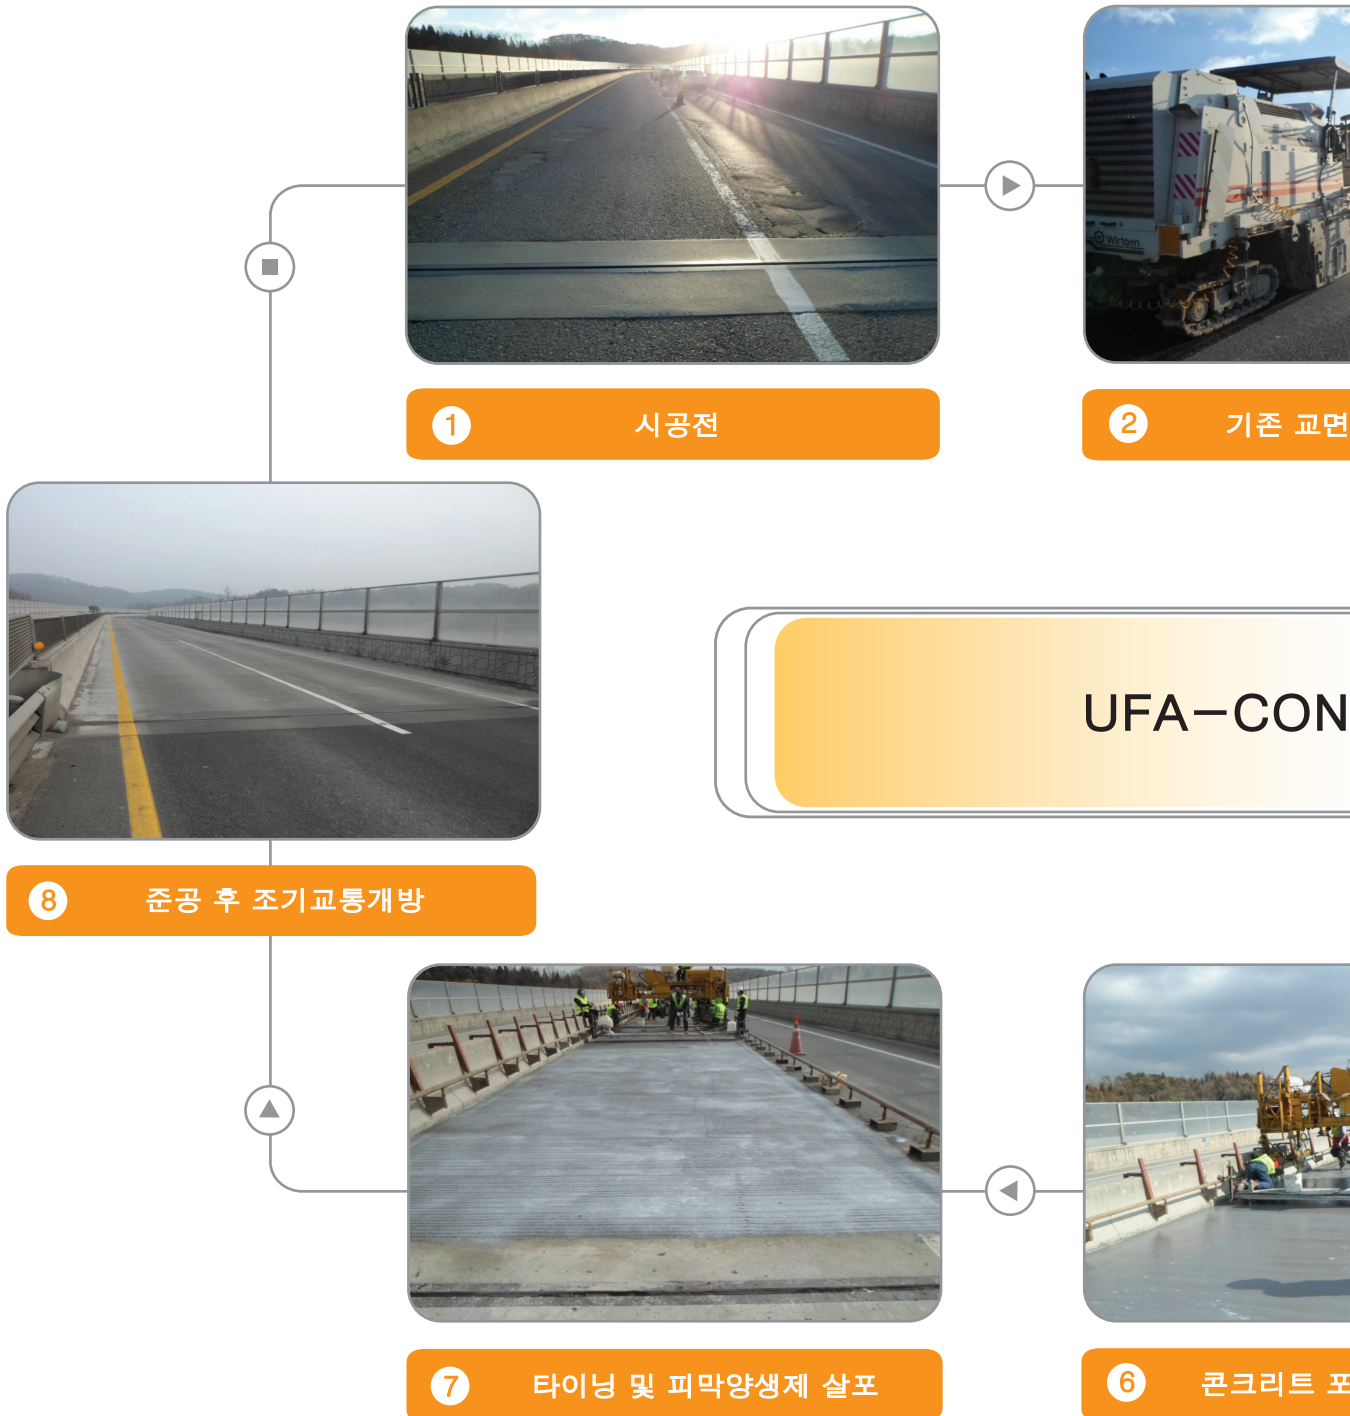 Wirtgen
1 시공전
2 기존 교면
UFA-CON
8 준공 후 조기교통개방
7 타이닝 및 피막양생제 살포
6 콘크리트